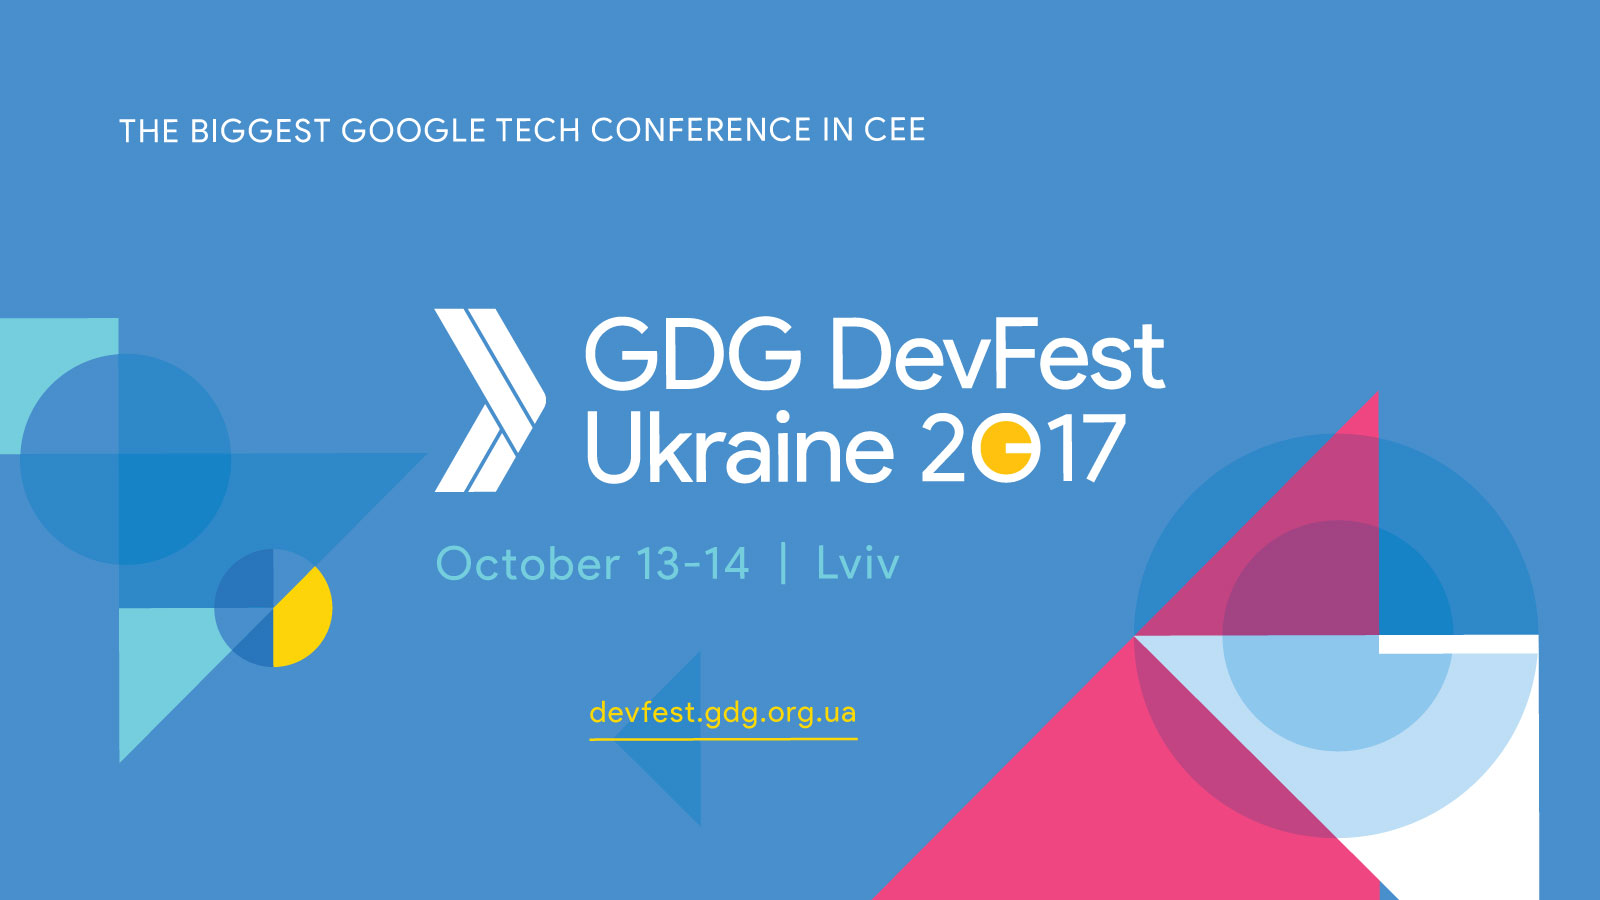 THE BIGGEST GOOGLE TECH CONFERENCE IN CEE
GDG DevFest
Ukraine 2017
October 13-14 | Lviv
devfest.gdg.org.ua